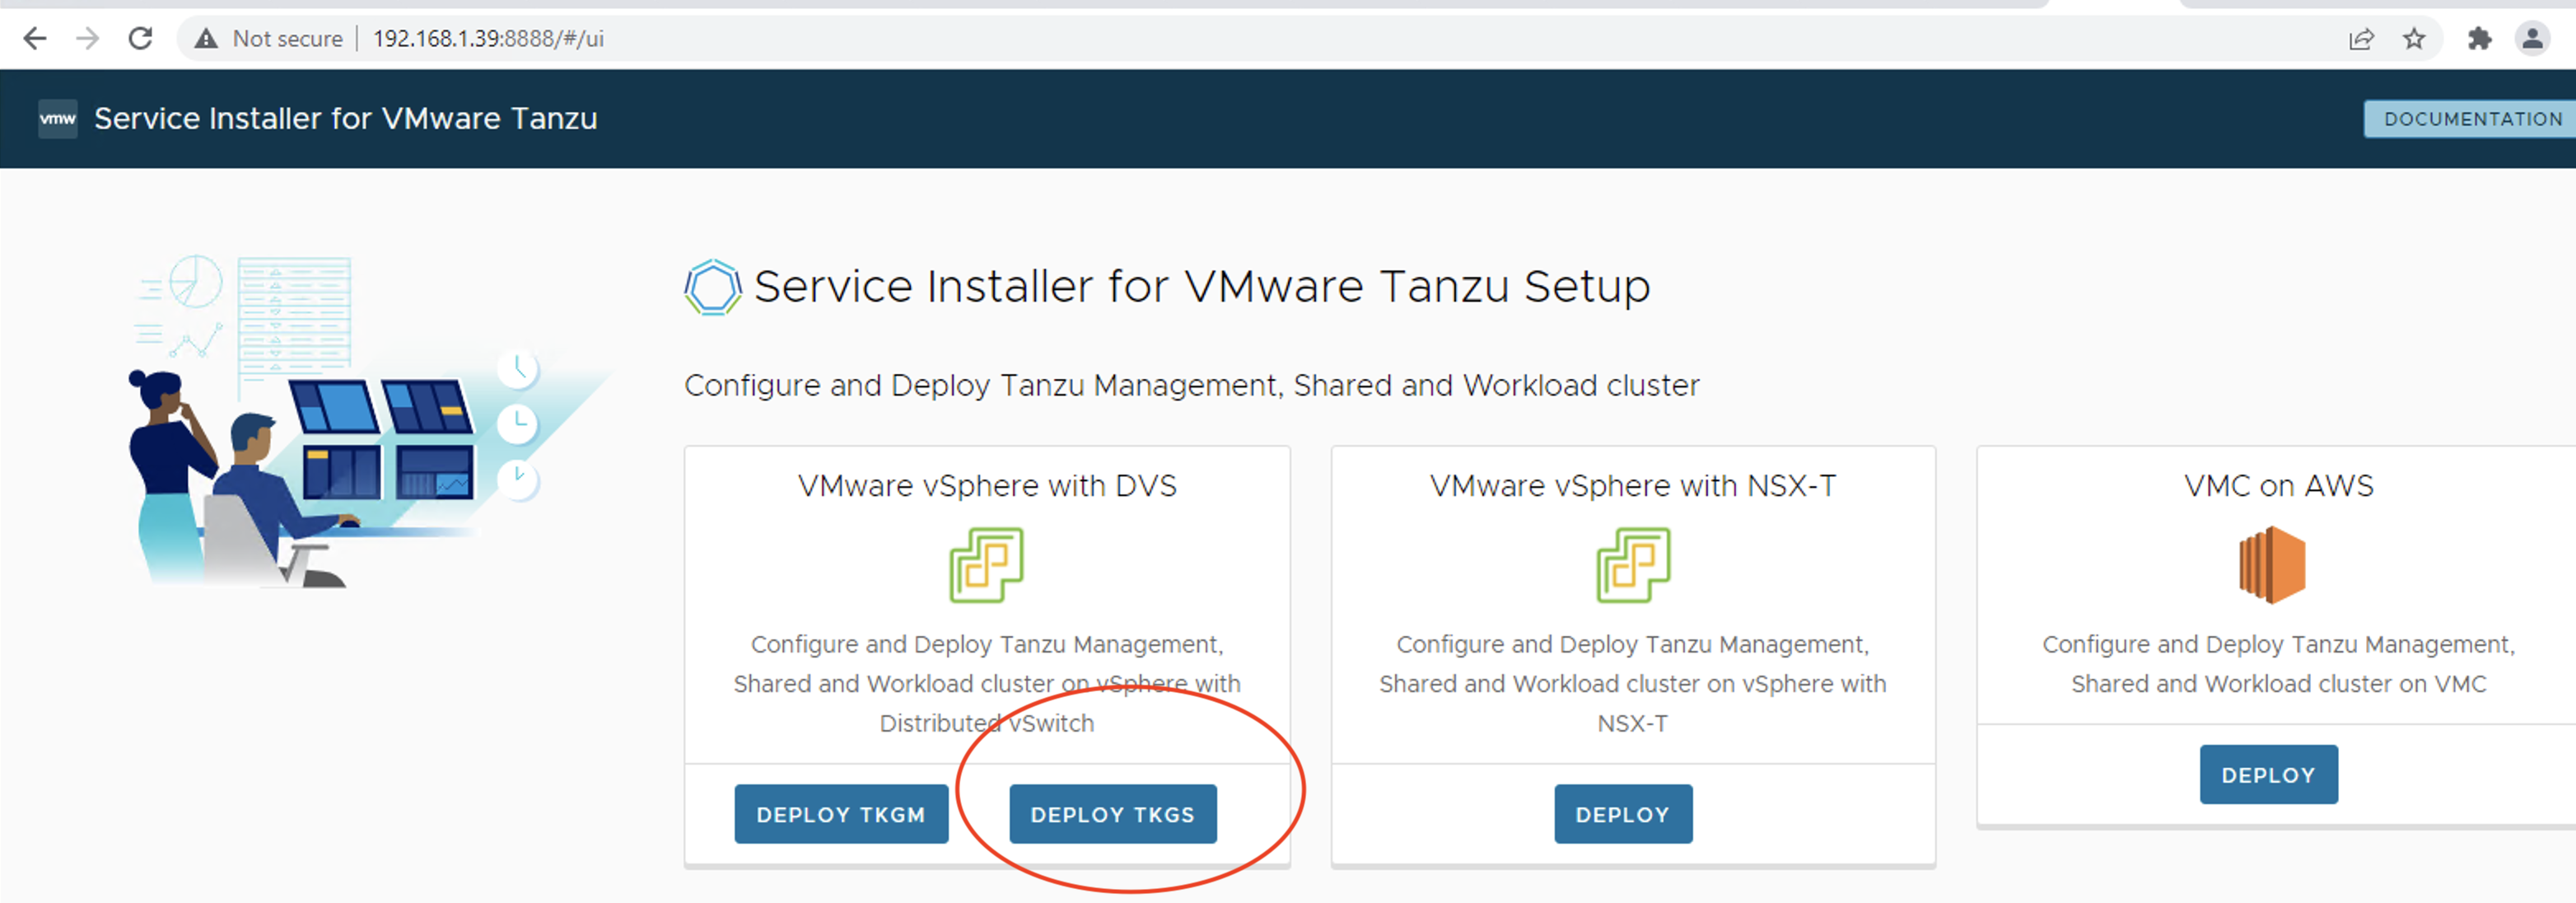 Not secure | 192.168.1.39:8888/#/ui
vmw Service Installer for VMware Tanzu
DOCUMENTATION
Service Installer for VMware Tanzu Setup
Configure and Deploy Tanzu Management, Shared and Workload cluster
VMware vSphere with DVS
Configure and Deploy Tanzu Management,
Shared and Workload cluster on vSphere with
Distributed vSwitch
DEPLOY TKGM
DEPLOY TKGS
VMware vSphere with NSX-T
Configure and Deploy Tanzu Management,
Shared and Workload cluster on vSphere with
NSX-T
DEPLOY
VMC on AWS
Configure and Deploy Tanzu Management,
Shared and Workload cluster on VMC
DEPLOY